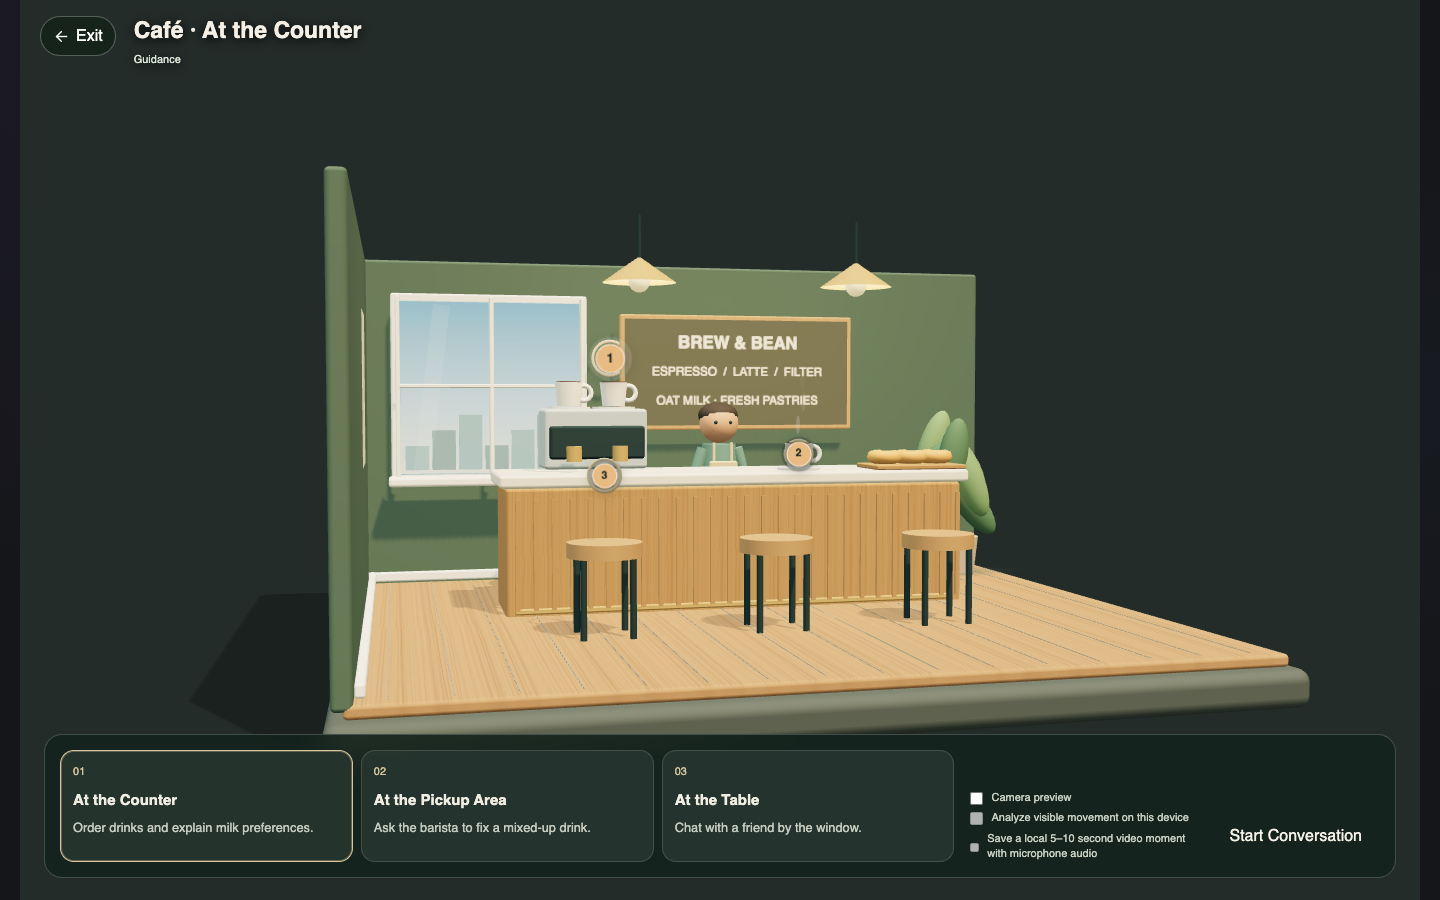 Exit
Café · At the Counter
Guidance
BREW & BEAN
ESPRESSO / LATTE / FILTER
OAT MILK · FRESH PASTRIES
1
2
3
01
At the Counter
Order drinks and explain milk preferences.
02
At the Pickup Area
Ask the barista to fix a mixed-up drink.
03
At the Table
Chat with a friend by the window.
Camera preview
Analyze visible movement on this device
Save a local 5–10 second video moment
with microphone audio
Start Conversation